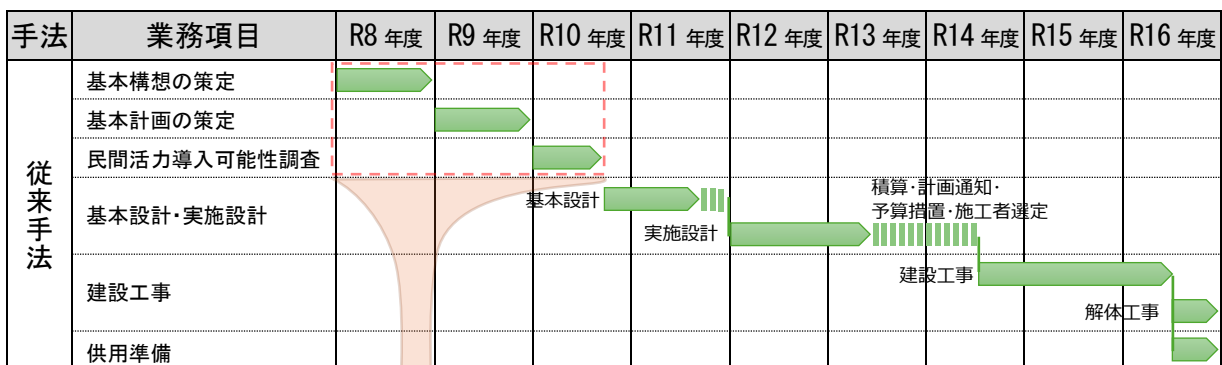 手法 業務項目 R8 年度 R9 年度 R10 年度 R11 年度 R12 年度 R13 年度 R14 年度 R15 年度 R16 年度
従来手法
基本構想の策定
基本計画の策定
民間活力導入可能性調査
基本設計・実施設計
基本設計
実施設計
積算・計画通知・
予算措置・施工者選定
建設工事
建設工事
解体工事
供用準備